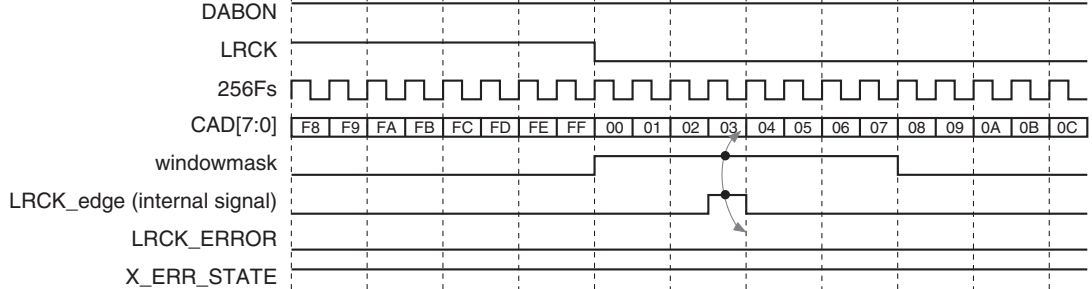 DABON
LRCK
256Fs
CAD[7:0] F8 F9 FA FB FC FD FE FF 00 01 02 03 04 05 06 07 08 09 0A 0B 0C
windowmask
LRCK_edge (internal signal)
LRCK_ERROR
X_ERR_STATE